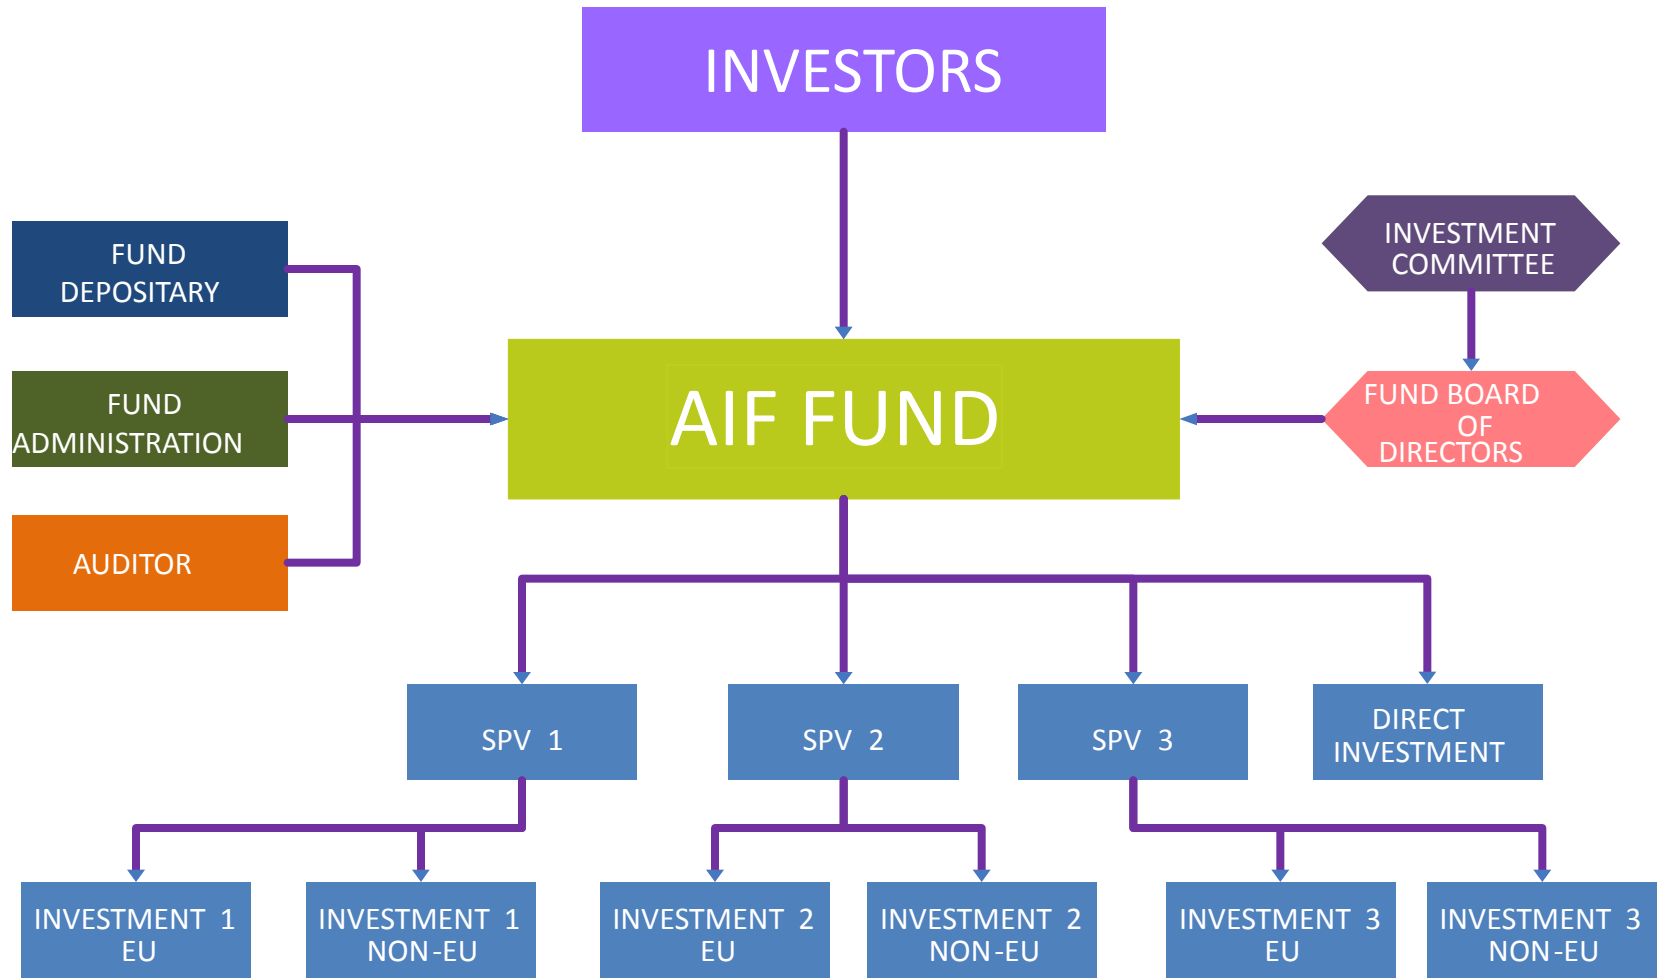 INVESTORS
FUND
DEPOSITARY
INVESTMENT
COMMITTEE
FUND
ADMINISTRATION
AIF FUND
FUND BOARD
OF
DIRECTORS
AUDITOR
SPV 1
SPV 2
SPV 3
DIRECT
INVESTMENT
INVESTMENT 1
EU
INVESTMENT 1
NON-EU
INVESTMENT 2
EU
INVESTMENT 2
NON-EU
INVESTMENT 3
EU
INVESTMENT 3
NON-EU